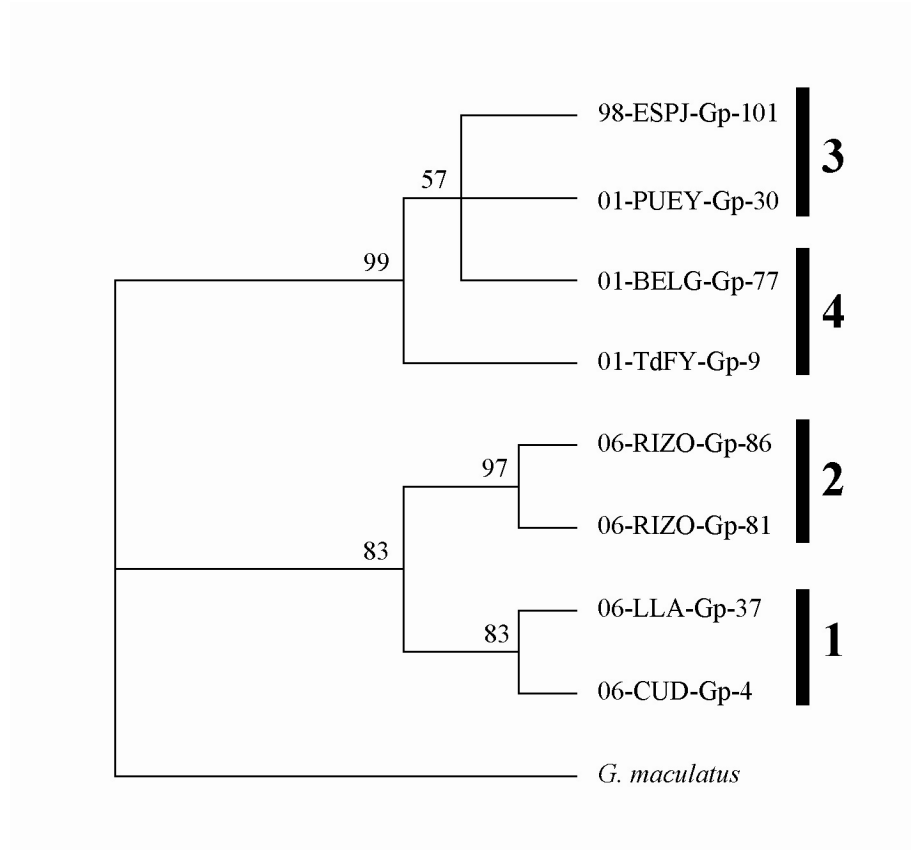 98-ESPJ-Gp-101
3
57
01-PUEY-Gp-30
99
01-BELG-Gp-77
4
01-TdFY-Gp-9
06-RIZO-Gp-86
97
2
06-RIZO-Gp-81
83
06-LLA-Gp-37
83
1
06-CUD-Gp-4
G. maculatus